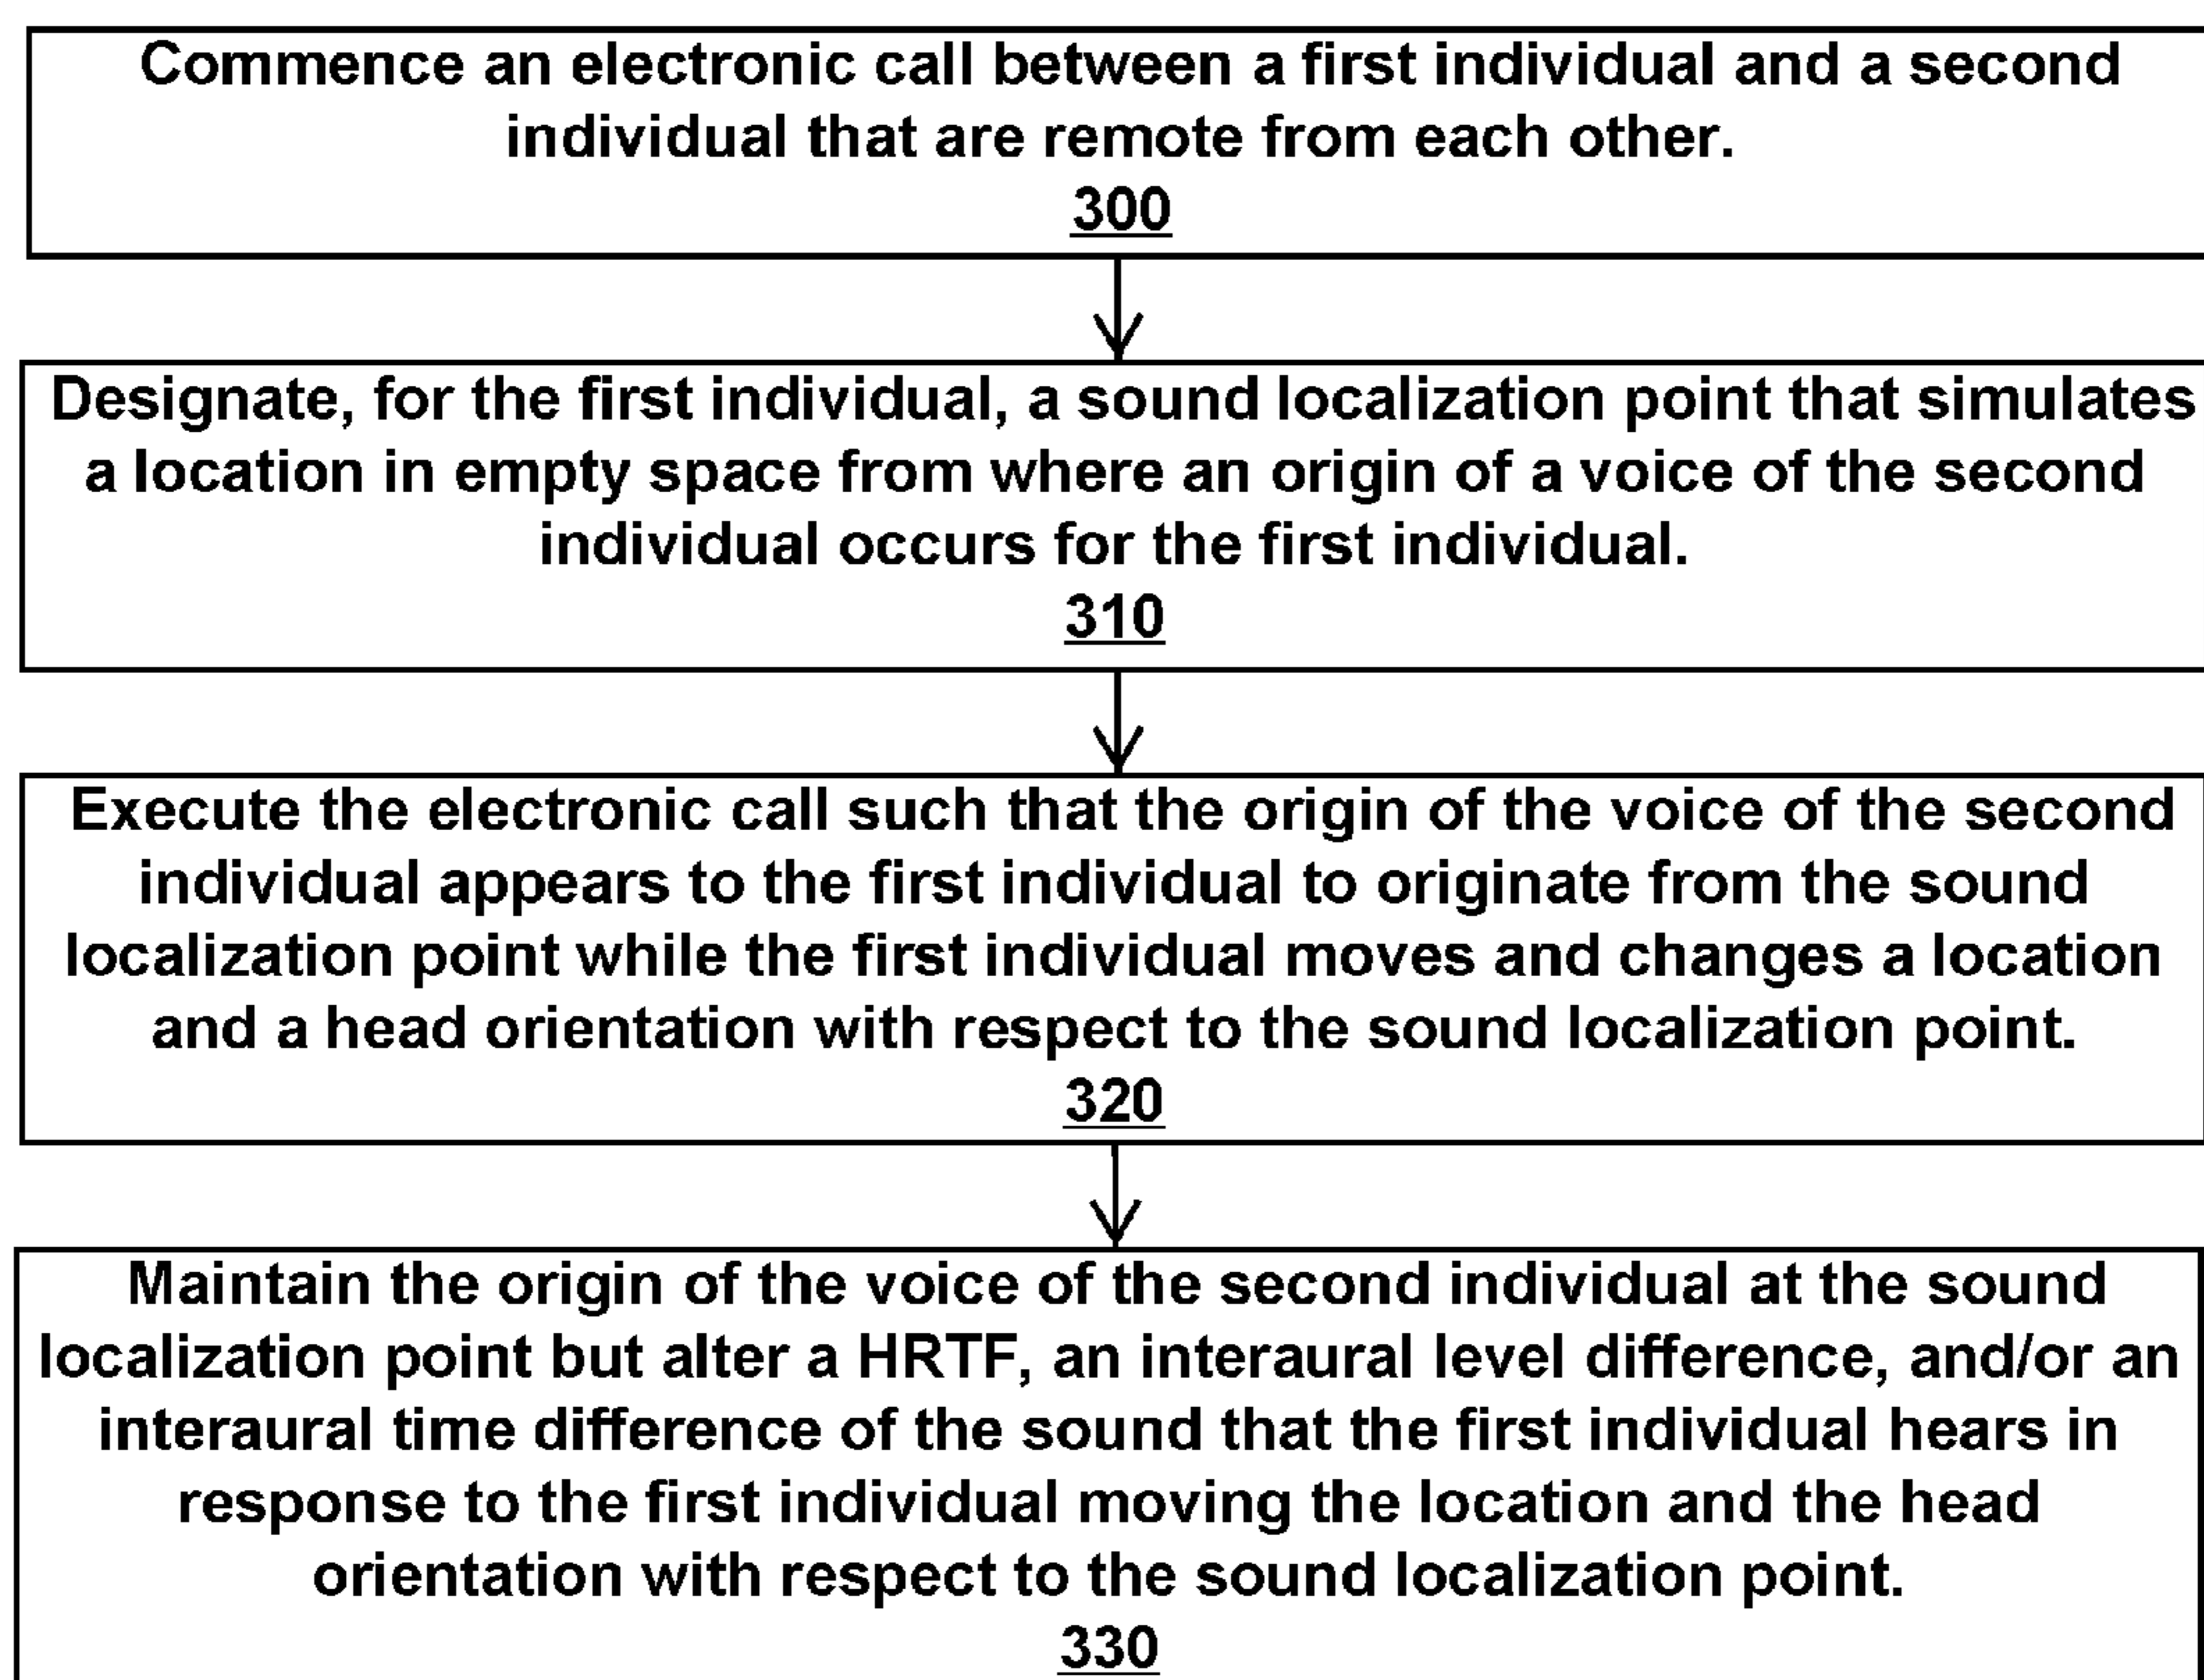 Commence an electronic call between a first individual and a second
individual that are remote from each other.
300
Designate, for the first individual, a sound localization point that simulates
a location in empty space from where an origin of a voice of the second
individual occurs for the first individual.
310
Execute the electronic call such that the origin of the voice of the second
individual appears to the first individual to originate from the sound
localization point while the first individual moves and changes a location
and a head orientation with respect to the sound localization point.
320
Maintain the origin of the voice of the second individual at the sound
localization point but alter a HRTF, an interaural level difference, and/or an
interaural time difference of the sound that the first individual hears in
response to the first individual moving the location and the head
orientation with respect to the sound localization point.
330